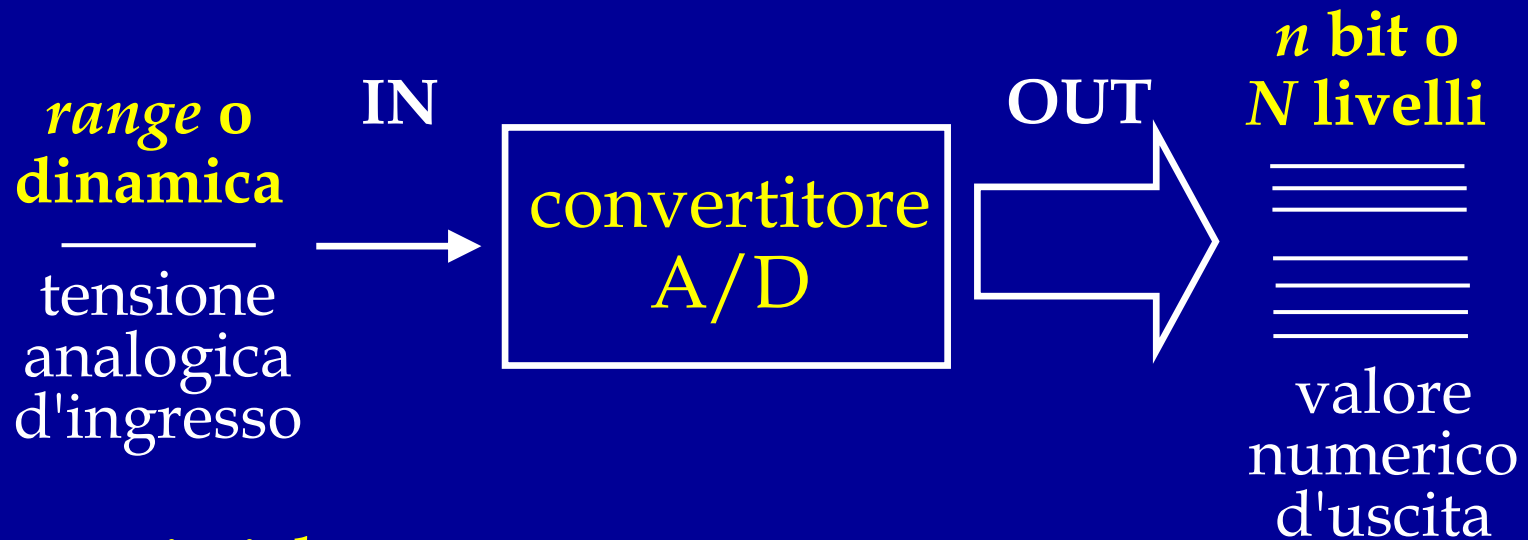 range o
dinamica
tensione
analogica
d'ingresso
IN
convertitore
A/D
OUT
n bit o
N livelli
valore
numerico
d'uscita